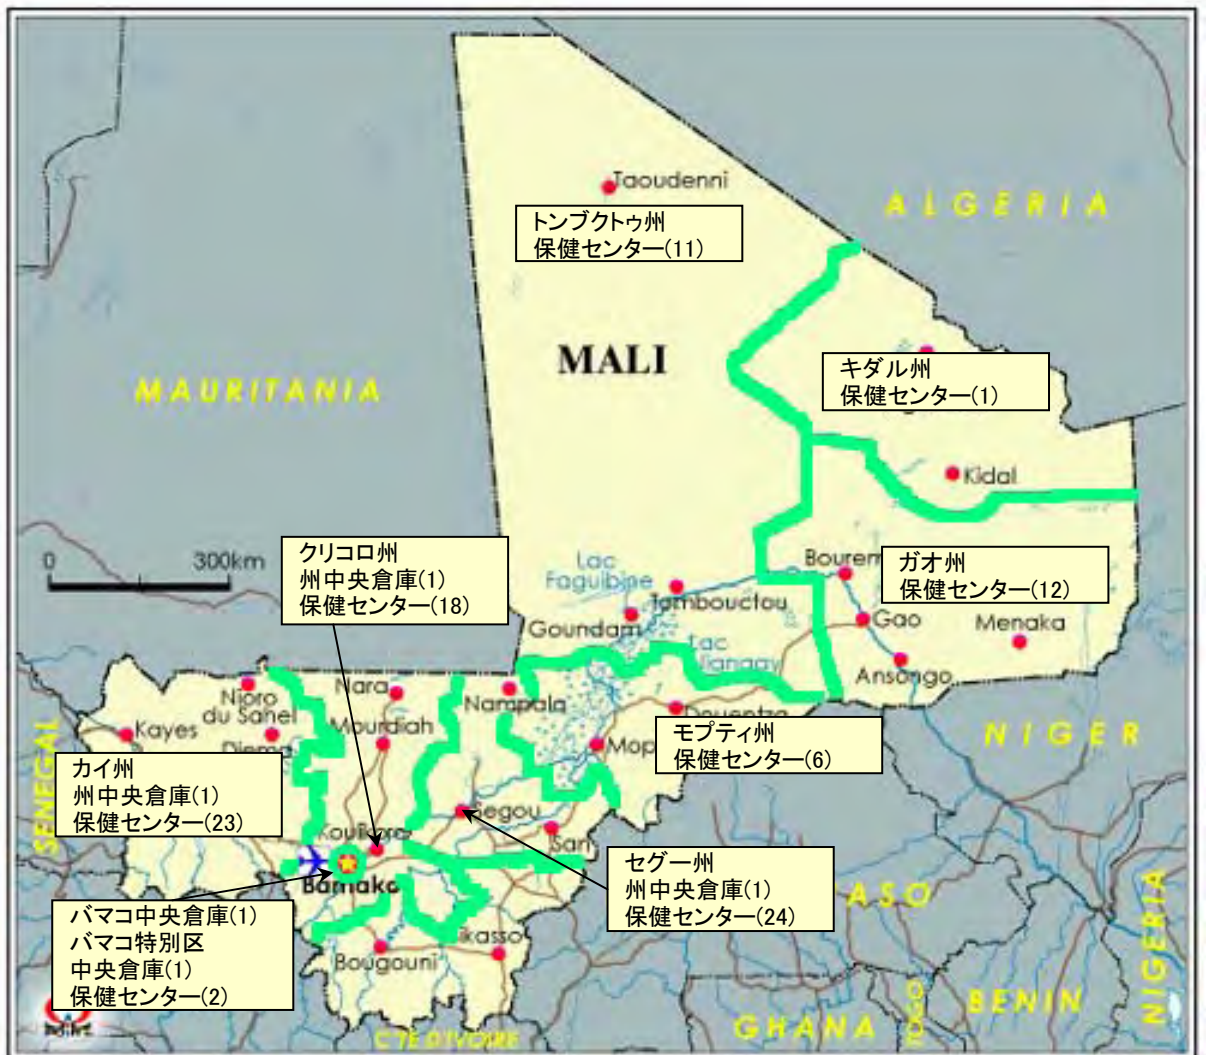 Taoudenni
ALGERIA
トンブクトゥ州
保健センター(11)
MALI
MAURITANIA
キダル州
保健センター(1)
Kidal
0 300km
クリコロ州
州中央倉庫(1)
保健センター(18)
Lac
Faguibine
Tombouctou
Goundam
Bourem
ガオ州
保健センター(12)
Gao
Menaka
Ansongo
Lac
Nioro
du Sahel
Nara
Nampala
Mourdiah
Kayes
SENEGAL
NIGER
モプティ州
保健センター(6)
カイ州
州中央倉庫(1)
保健センター(23)
Segou
San
Bamako
セグー州
州中央倉庫(1)
保健センター(24)
ASO
バマコ中央倉庫(1)
バマコ特別区
中央倉庫(1)
保健センター(2)
Bougouni
ikasso
BENIN
NIGERIA
TOGO
GHANA
C'TE D'IVOIRE